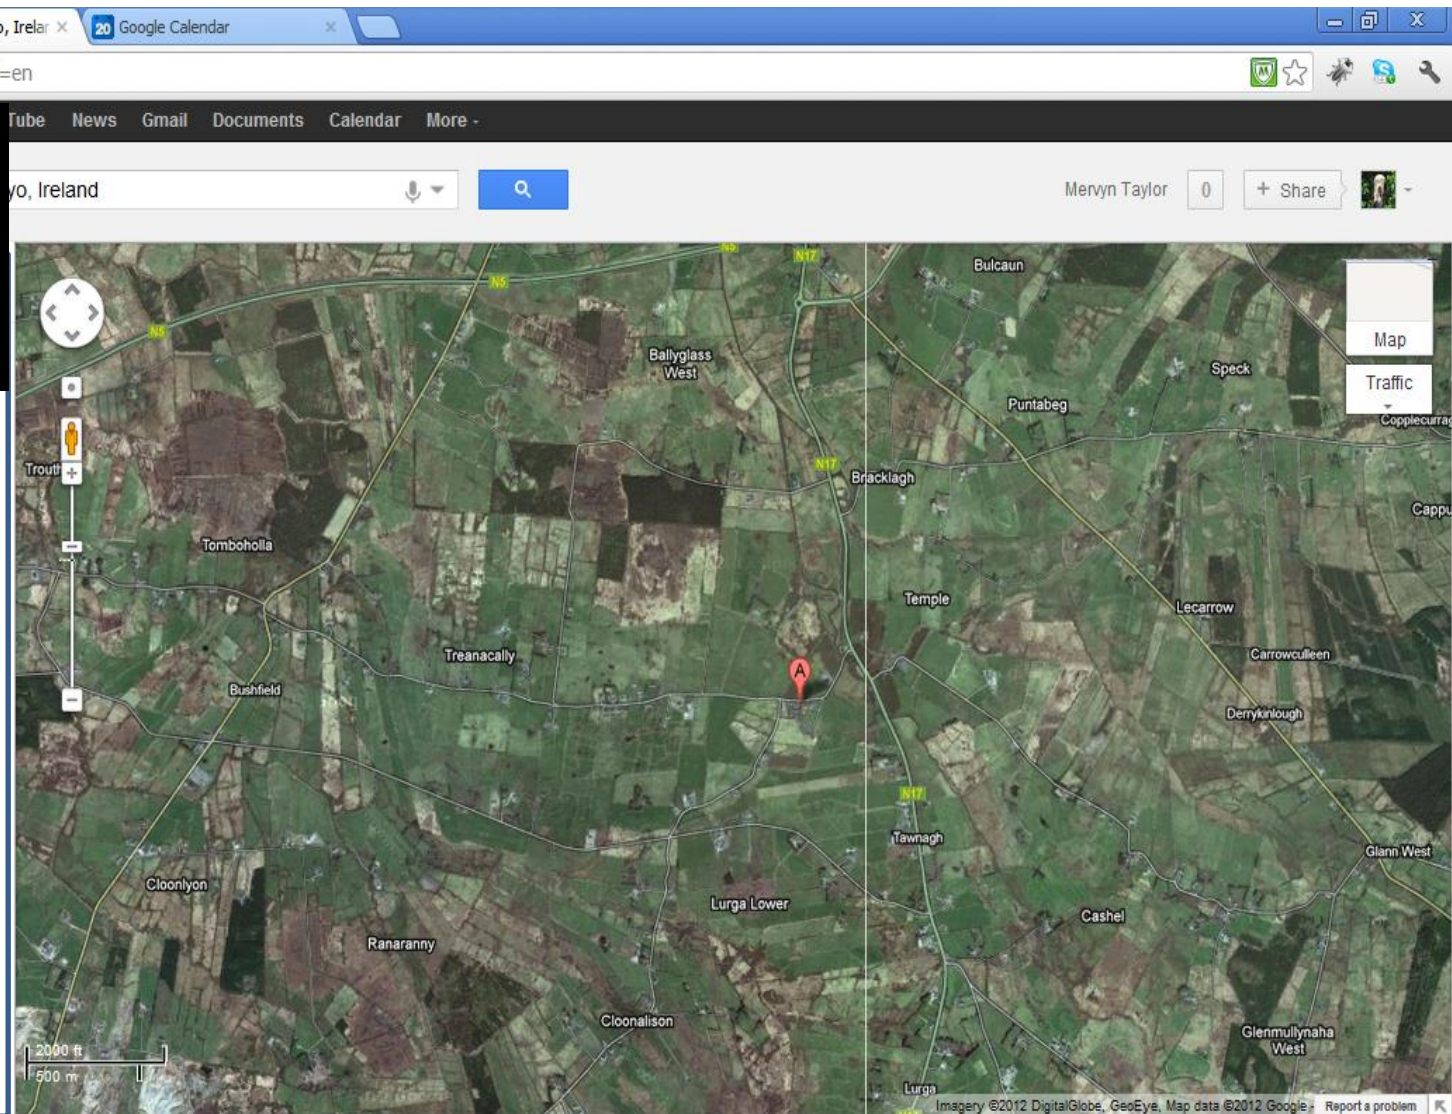 o, Irelar
20 Google Calendar
=en
Tube News Gmail Documents Calendar More
yo, Ireland
Mervyn Taylor 0 + Share
N5
N17
Bulcaun
N5
N5
Map
Ballyglass
West
Speck
Traffic
Puntabeg
Copplecurrag
Trouth
N17
Bracklagh
Cappu
Tomboholla
Temple
Lecarrow
Treanacally
A
Carrowculleen
Bushfield
Derrykinlough
N17
Tawnagh
Glann West
Cloonlyon
Lurga Lower
Cashel
Ranaranny
Cloonalison
Glenmullynaha
West
2000 ft
500 m
Lurga
Imagery ©2012 DigitalGlobe, GeoEye, Map data ©2012 Google - Report a problem